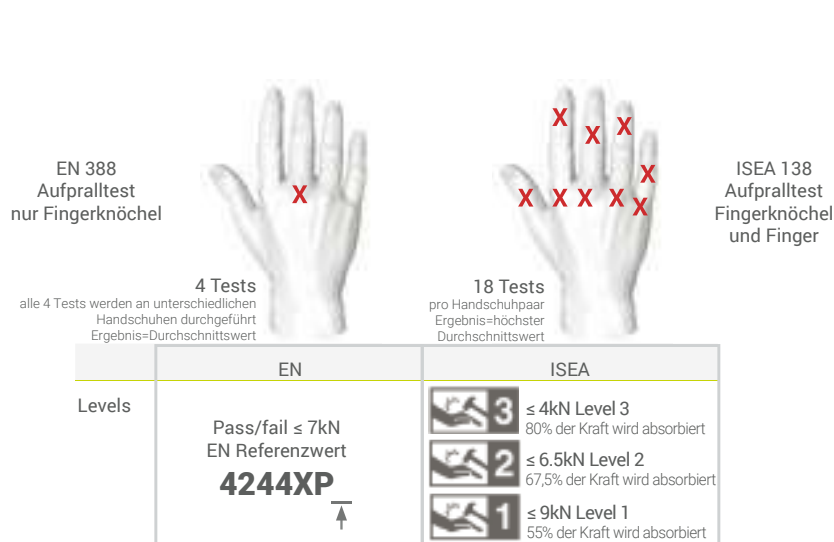 EN 388
Aufpralltest
nur Fingerknöchel
X
4 Tests
alle 4 Tests werden an unterschiedlichen
Handschuhen durchgeführt
Ergebnis=Durchschnittswert
X X X
X
X X X X X
ISEA 138
Aufpralltest
Fingerknöchel
und Finger
18 Tests
pro Handschuhpaar
Ergebnis=höchster
Durchschnittswert
EN ISEA
Levels
Pass/fail ≤ 7kN
EN Referenzwert
4244XP
3 ≤ 4kN Level 3
80% der Kraft wird absorbiert
2 ≤ 6.5kN Level 2
67,5% der Kraft wird absorbiert
1 ≤ 9kN Level 1
55% der Kraft wird absorbiert